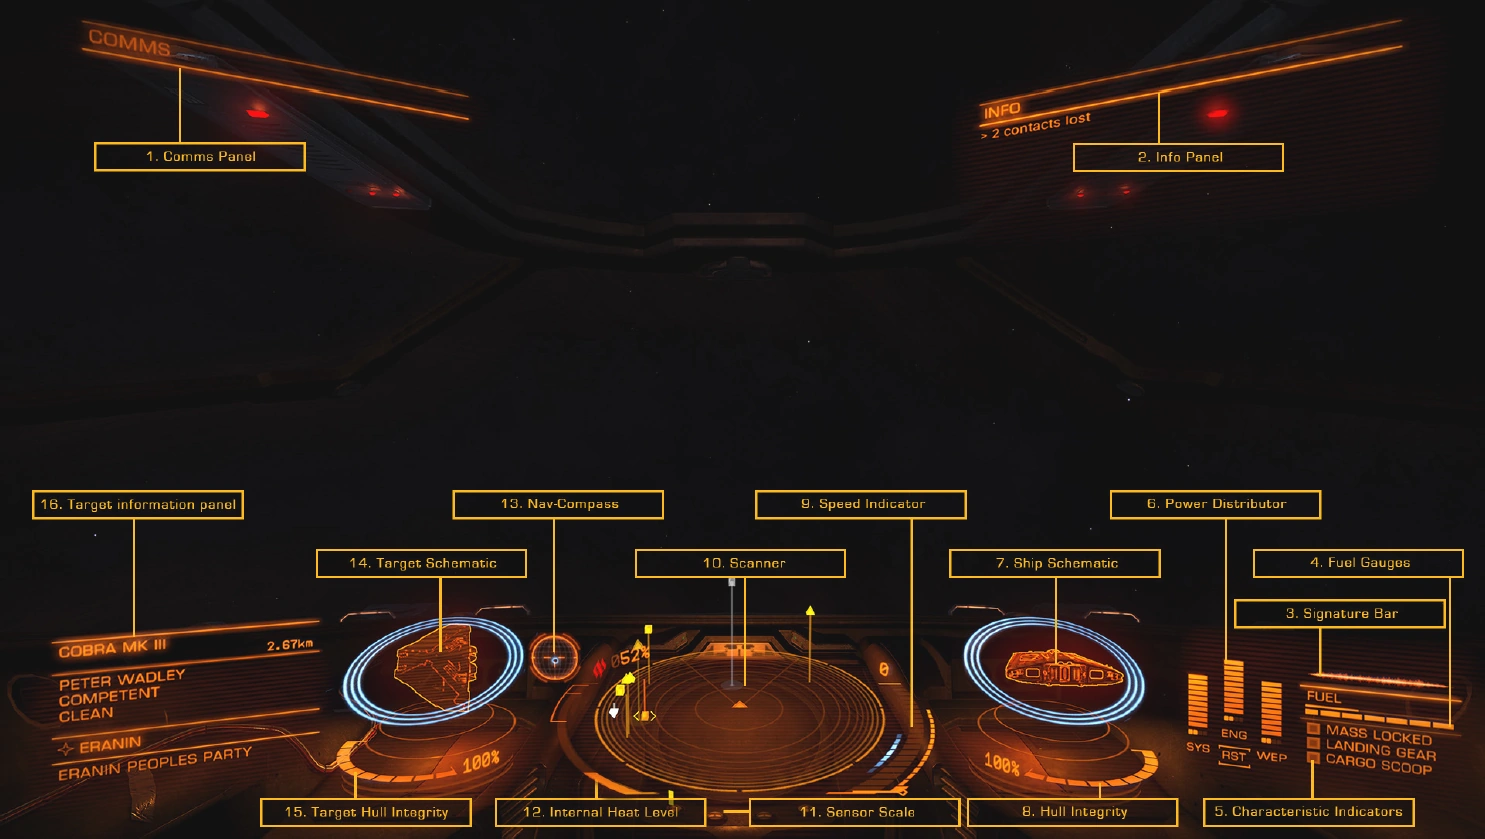 COMMS
INFO
> 2 contacts lost
1. Comms Panel
2. Info Panel
16. Target information panel
13. Nav-Compass
9. Speed Indicator
6. Power Distributor
14. Target Schematic
10. Scanner
7. Ship Schematic
4. Fuel Gauges
3. Signature Bar
COBRA MK III
2.67km
PETER WADLEY
COMPETENT
CLEAN
ERANIN
ERANIN PEOPLES PARTY
100%
052%
0
100%
SYS
ENG
WEP
RST
FUEL
MASS LOCKED
LANDING GEAR
CARGO SCOOP
15. Target Hull Integrity
12. Internal Heat Level
11. Sensor Scale
8. Hull Integrity
5. Characteristic Indicators